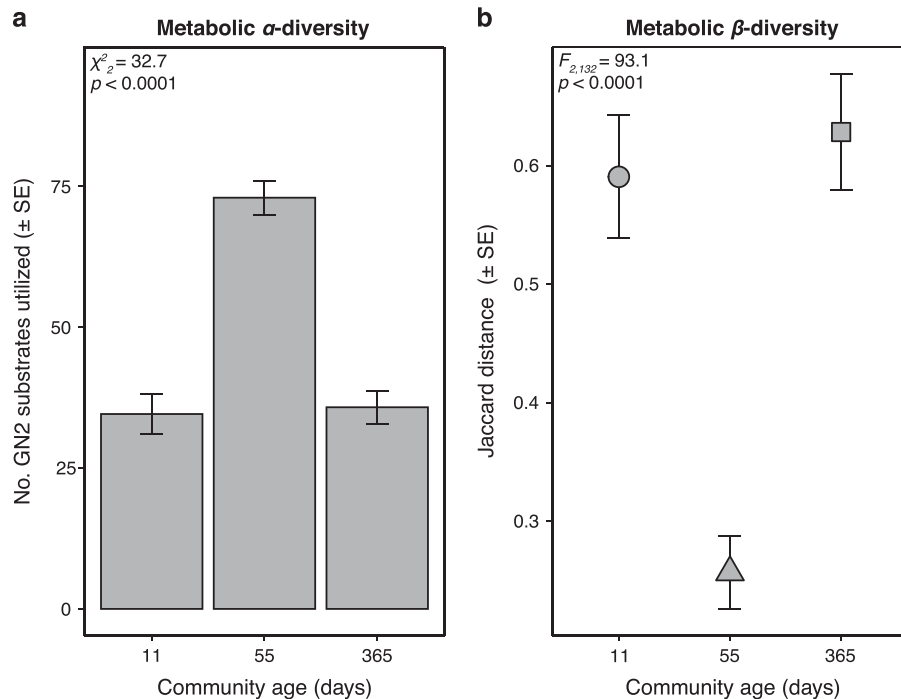 a
Metabolic α-diversity
χ²₂ = 32.7
p < 0.0001
No. GN2 substrates utilized (± SE)
75
50
25
0
11 55 365
Community age (days)
b
Metabolic β-diversity
F₂,₁₃₂ = 93.1
p < 0.0001
Jaccard distance (± SE)
0.6
0.5
0.4
0.3
11 55 365
Community age (days)